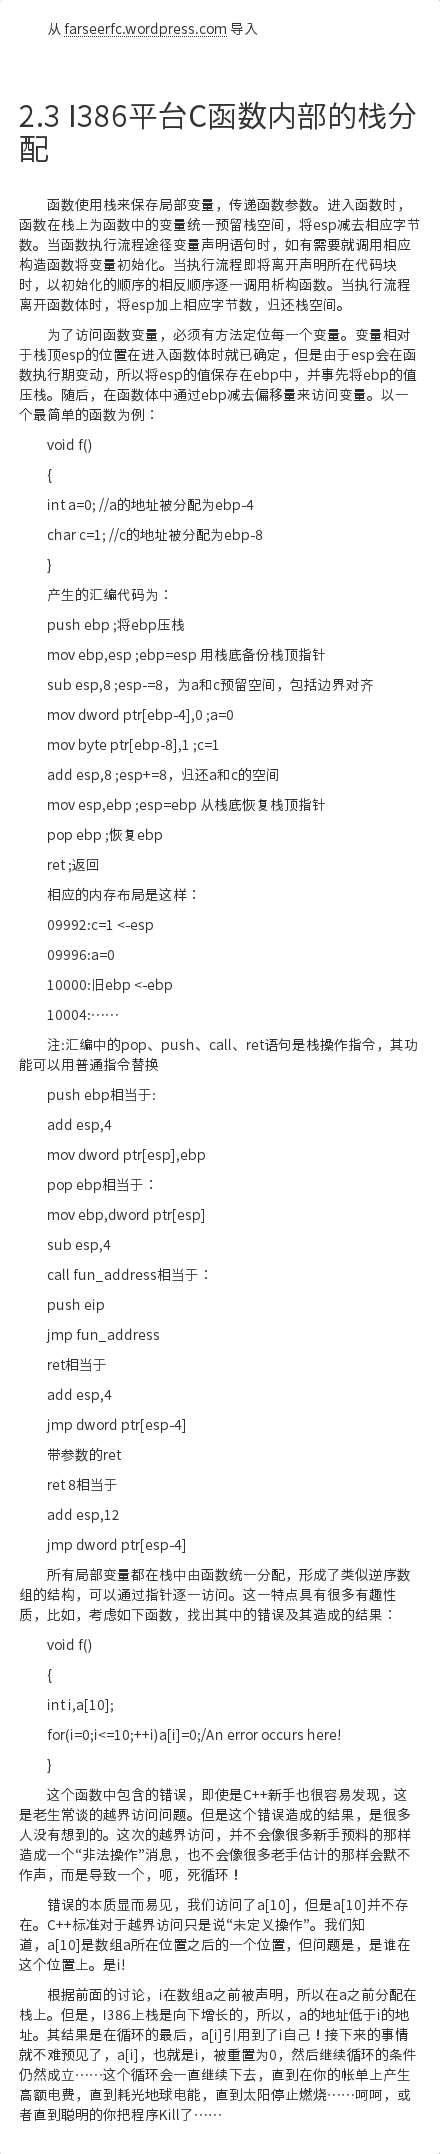 从 farseerfc.wordpress.com 导入
2.3 I386平台C函数内部的栈分
配
函数使用栈来保存局部变量，传递函数参数。进入函数时，
函数在栈上为函数中的变量统一预留栈空间，将esp减去相应字节
数。当函数执行流程途径变量声明语句时，如有需要就调用相应
构造函数将变量初始化。当执行流程即将离开声明所在代码块
时，以初始化的顺序的相反顺序逐一调用析构函数。当执行流程
离开函数体时，将esp加上相应字节数，归还栈空间。
为了访问函数变量，必须有方法定位每一个变量。变量相对
于栈顶esp的位置在进入函数体时就已确定，但是由于esp会在函
数执行期变动，所以将esp的值保存在ebp中，并事先将ebp的值
压栈。随后，在函数体中通过ebp减去偏移量来访问变量。以一
个最简单的函数为例：
void f()
{
int a=0; //a的地址被分配为ebp-4
char c=1; //c的地址被分配为ebp-8
}
产生的汇编代码为：
push ebp ;将ebp压栈
mov ebp,esp ;ebp=esp 用栈底备份栈顶指针
sub esp,8 ;esp-=8，为a和c预留空间，包括边界对齐
mov dword ptr[ebp-4],0 ;a=0
mov byte ptr[ebp-8],1 ;c=1
add esp,8 ;esp+=8，归还a和c的空间
mov esp,ebp ;esp=ebp 从栈底恢复栈顶指针
pop ebp ;恢复ebp
ret ;返回
相应的内存布局是这样：
09992:c=1 <-esp
09996:a=0
10000:旧ebp <-ebp
10004:……
注:汇编中的pop、push、call、ret语句是栈操作指令，其功
能可以用普通指令替换
push ebp相当于:
add esp,4
mov dword ptr[esp],ebp
pop ebp相当于：
mov ebp,dword ptr[esp]
sub esp,4
call fun_address相当于：
push eip
jmp fun_address
ret相当于
add esp,4
jmp dword ptr[esp-4]
带参数的ret
ret 8相当于
add esp,12
jmp dword ptr[esp-4]
所有局部变量都在栈中由函数统一分配，形成了类似逆序数
组的结构，可以通过指针逐一访问。这一特点具有很多有趣性
质，比如，考虑如下函数，找出其中的错误及其造成的结果：
void f()
{
int i,a[10];
for(i=0;i<=10;++i)a[i]=0;/An error occurs here!
}
这个函数中包含的错误，即使是C++新手也很容易发现，这
是老生常谈的越界访问问题。但是这个错误造成的结果，是很多
人没有想到的。这次的越界访问，并不会像很多新手预料的那样
造成一个“非法操作”消息，也不会像很多老手估计的那样会默不
作声，而是导致一个，呃，死循环！
错误的本质显而易见，我们访问了a[10]，但是a[10]并不存
在。C++标准对于越界访问只是说“未定义操作”。我们知
道，a[10]是数组a所在位置之后的一个位置，但问题是，是谁在
这个位置上。是i!
根据前面的讨论，i在数组a之前被声明，所以在a之前分配在
栈上。但是，I386上栈是向下增长的，所以，a的地址低于i的地
址。其结果是在循环的最后，a[i]引用到了i自己！接下来的事情
就不难预见了，a[i]，也就是i，被重置为0，然后继续循环的条件
仍然成立……这个循环会一直继续下去，直到在你的帐单上产生
高额电费，直到耗光地球电能，直到太阳停止燃烧……呵呵，或
者直到聪明的你把程序Kill了……